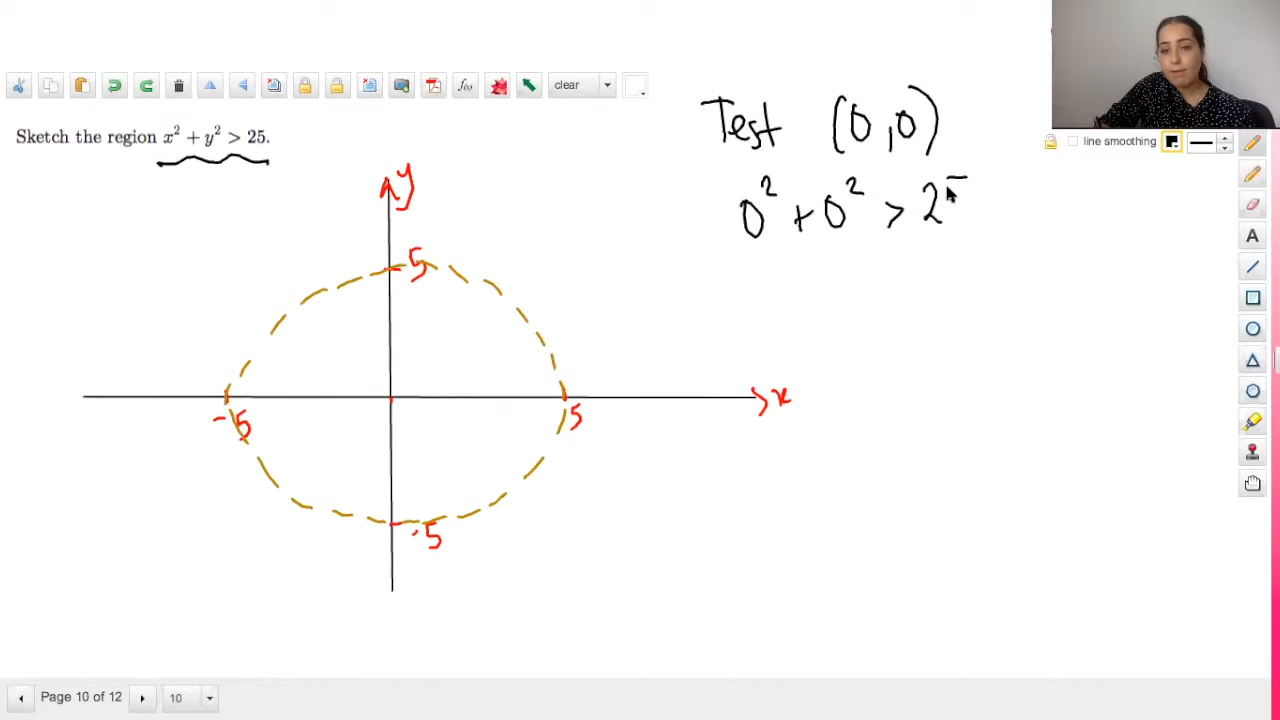 clear
Sketch the region x² + y² > 25.
Test (0,0)
0² + 0² > 2
line smoothing
y
5
-5
5
x
-5
Page 10 of 12
10